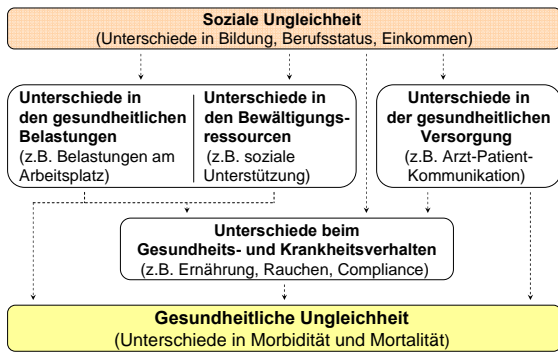 Soziale Ungleichheit
(Unterschiede in Bildung, Berufsstatus, Einkommen)
Unterschiede in
den gesundheitlichen
Belastungen
(z.B. Belastungen am
Arbeitsplatz)
Unterschiede in
den Bewältigungs-
ressourcen
(z.B. soziale
Unterstützung)
Unterschiede in
der gesundheitlichen
Versorgung
(z.B. Arzt-Patient-
Kommunikation)
Unterschiede beim
Gesundheits- und Krankheitsverhalten
(z.B. Ernährung, Rauchen, Compliance)
Gesundheitliche Ungleichheit
(Unterschiede in Morbidität und Mortalität)